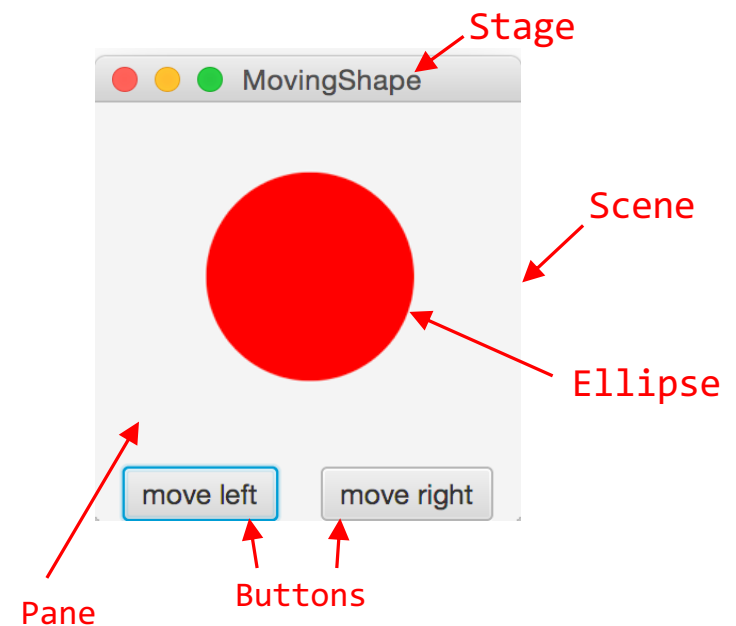 Stage
MovingShape
Scene
Ellipse
move left
move right
Buttons
Pane